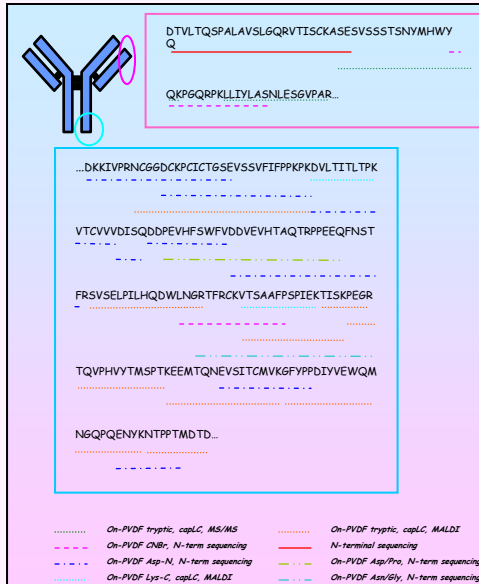 DTVLTQSPALAVSLGQRVTISCKASESVSSSTSNYMHWY
Q
QKPGQRPKLLIYLASNLESGVPAR...
...DKKIVPRNCGGDCKPCICTGSEVSSVFIFPPKPKDVLTITLTPK
VTCVVVDISQDDPEVHFSWFVDDVEVHTAQTRPPEEQFNST
FRSVSELPILHQDWLNGRTFRCKVTSAAFPSPIEKTISKPEGR
TQVPHVYTMSPTKEEMTQNEVSITCMVKGFYPPDIYVEWQM
NGQPQENYKNTPPTMDTD...
On-PVDF tryptic, capLC, MS/MS
On-PVDF CNBr, N-term sequencing
On-PVDF Asp-N, N-term sequencing
On-PVDF Lys-C, capLC, MALDI
On-PVDF tryptic, capLC, MALDI
N-terminal sequencing
On-PVDF Asp/Pro, N-term sequencing
On-PVDF Asn/Gly, N-term sequencing